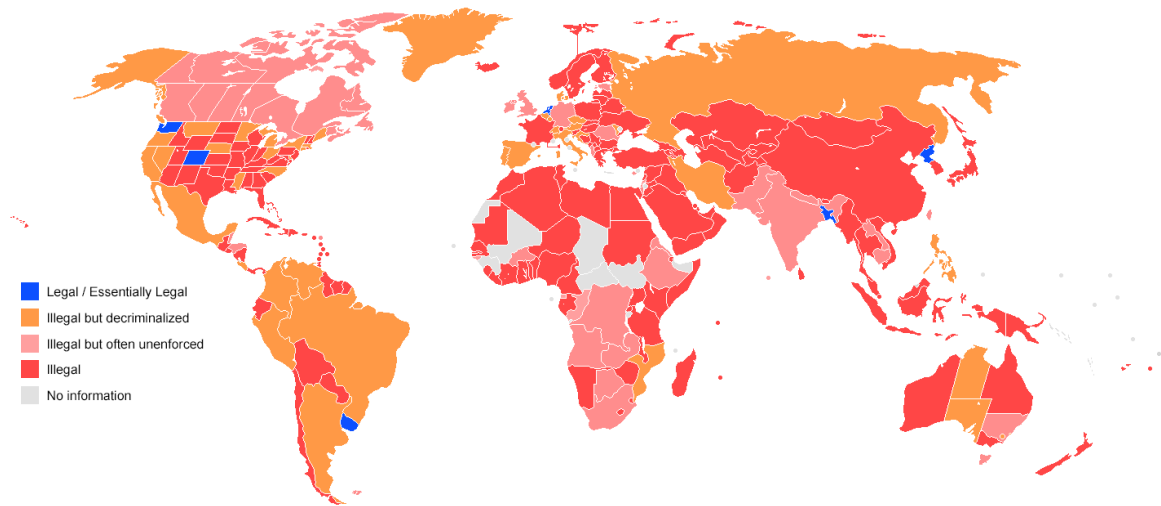 Legal / Essentially Legal
Illegal but decriminalized
Illegal but often unenforced
Illegal
No information